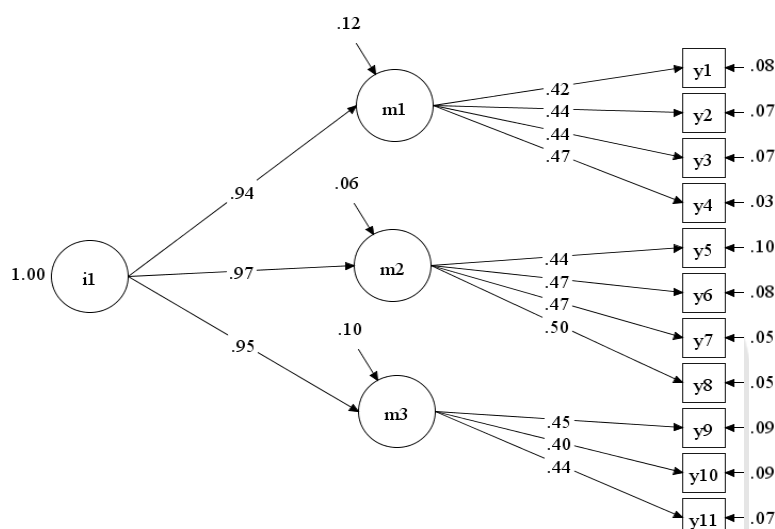 .12
y1
.08
.42
m1
.44
y2
.07
.44
y3
.07
.47
.94
.06
y4
.03
y5
.10
.44
1.00
i1
.97
m2
.47
y6
.08
.47
.50
y7
.05
.10
.95
y8
.05
m3
.45
y9
.09
.40
.44
y10
.09
y11
.07